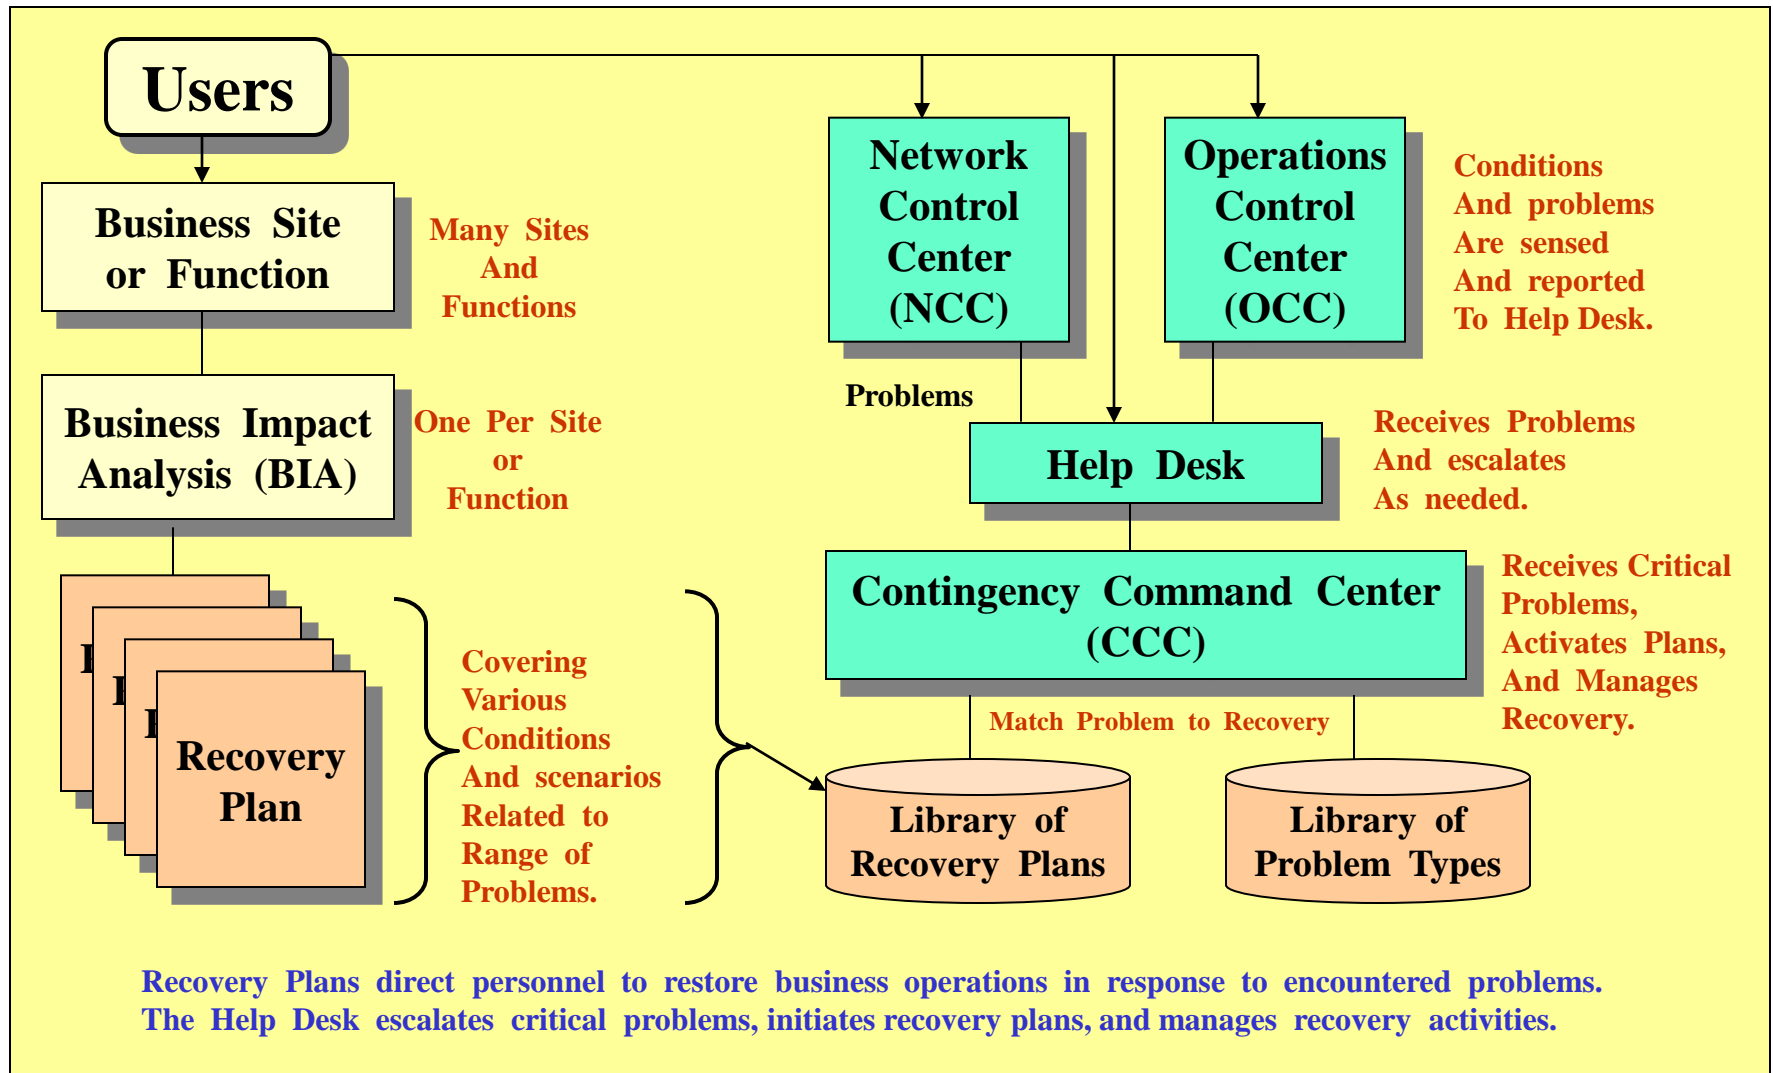 Users
Business Site
or Function
Many Sites
And
Functions
Business Impact
Analysis (BIA)
One Per Site
or
Function
Recovery
Plan
Covering
Various
Conditions
And scenarios
Related to
Range of
Problems.
Network
Control
Center
(NCC)
Operations
Control
Center
(OCC)
Conditions
And problems
Are sensed
And reported
To Help Desk.
Problems
Help Desk
Receives Problems
And escalates
As needed.
Contingency Command Center
(CCC)
Receives Critical
Problems,
Activates Plans,
And Manages
Recovery.
Match Problem to Recovery
Library of
Recovery Plans
Library of
Problem Types
Recovery Plans direct personnel to restore business operations in response to encountered problems.
The Help Desk escalates critical problems, initiates recovery plans, and manages recovery activities.